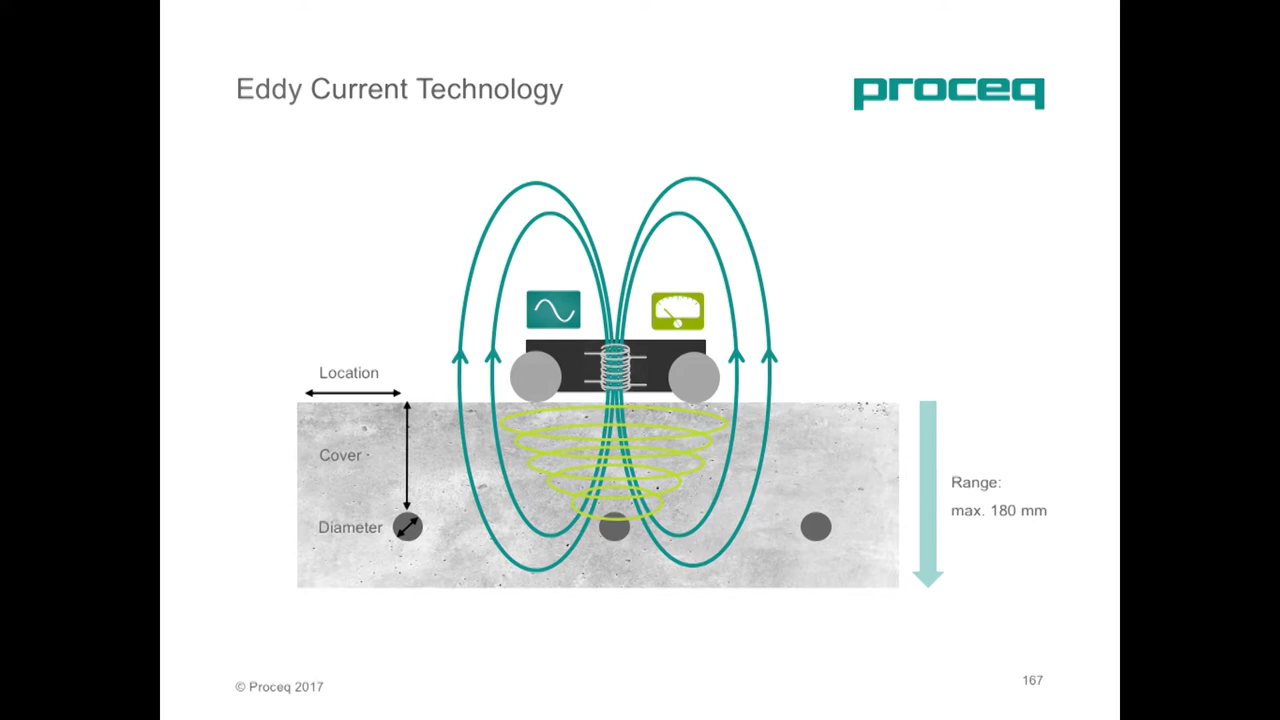 Eddy Current Technology
proceq
Location
Cover
Diameter
Range:
max. 180 mm
© Proceq 2017
167